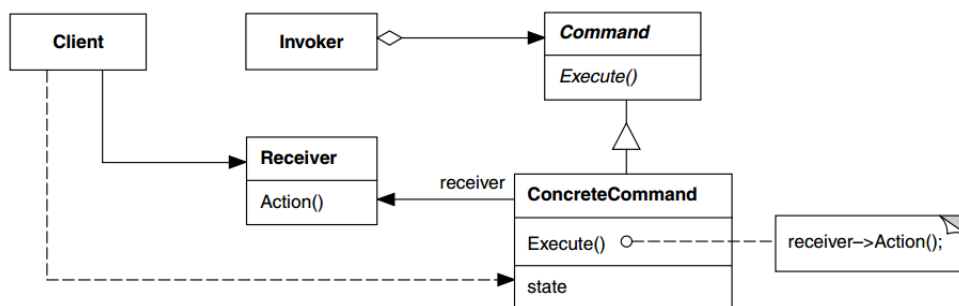 Client
Invoker
Command
Execute()
Receiver
Action()
receiver
ConcreteCommand
Execute()
receiver–>Action();
state